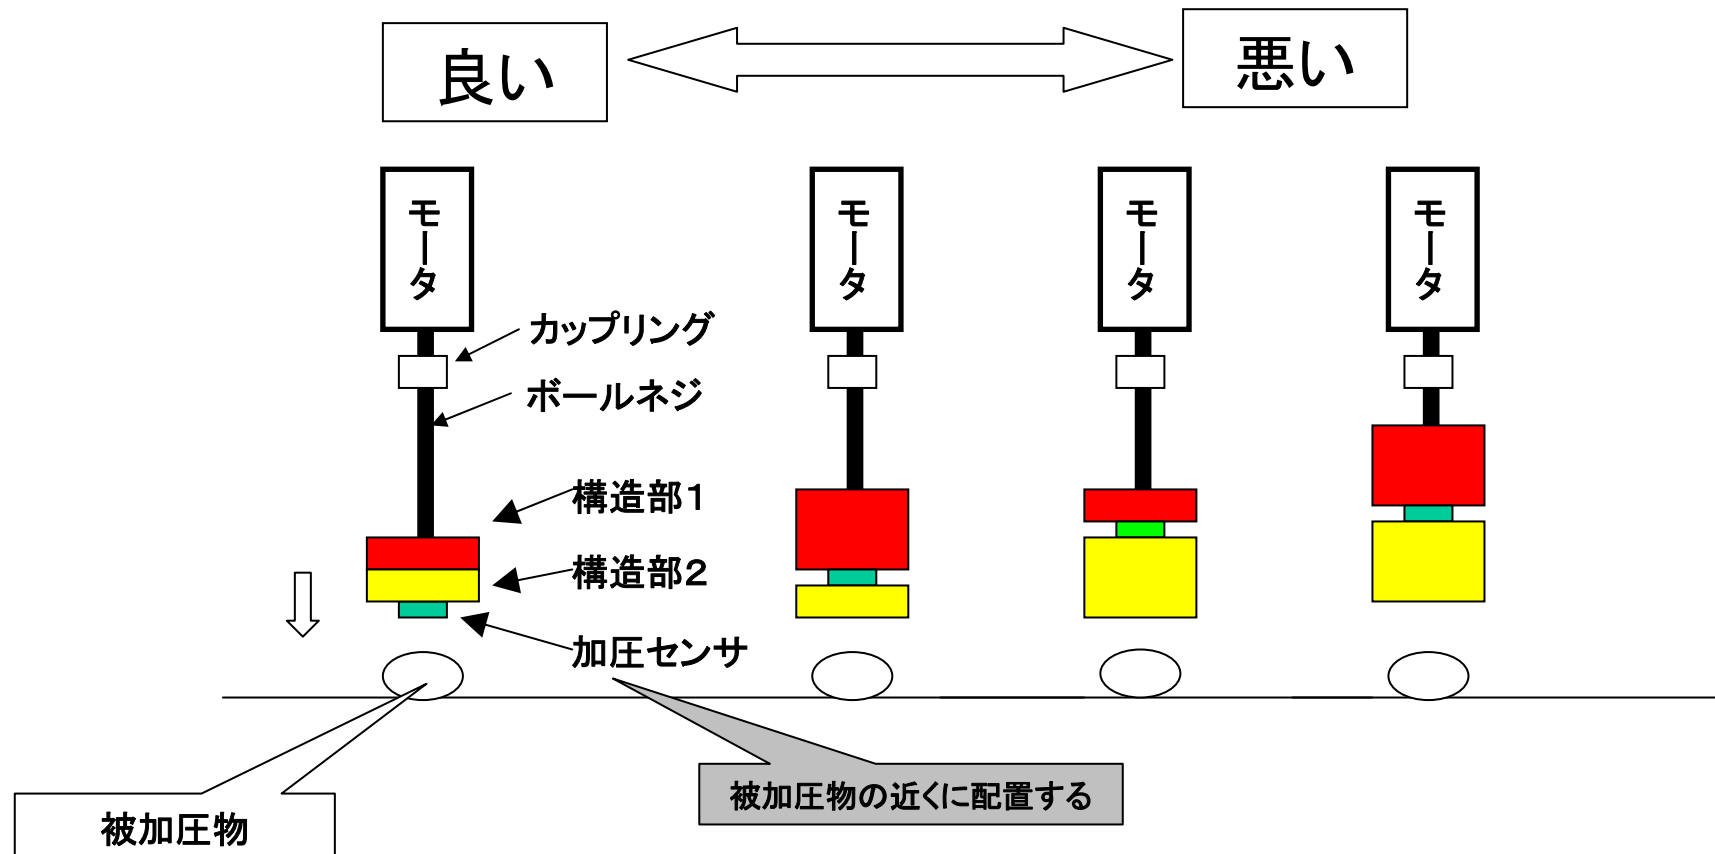 良い
悪い
モータ
モータ
モータ
モータ
カップリング
ボールネジ
構造部1
構造部2
加圧センサ
被加圧物の近くに配置する
被加圧物